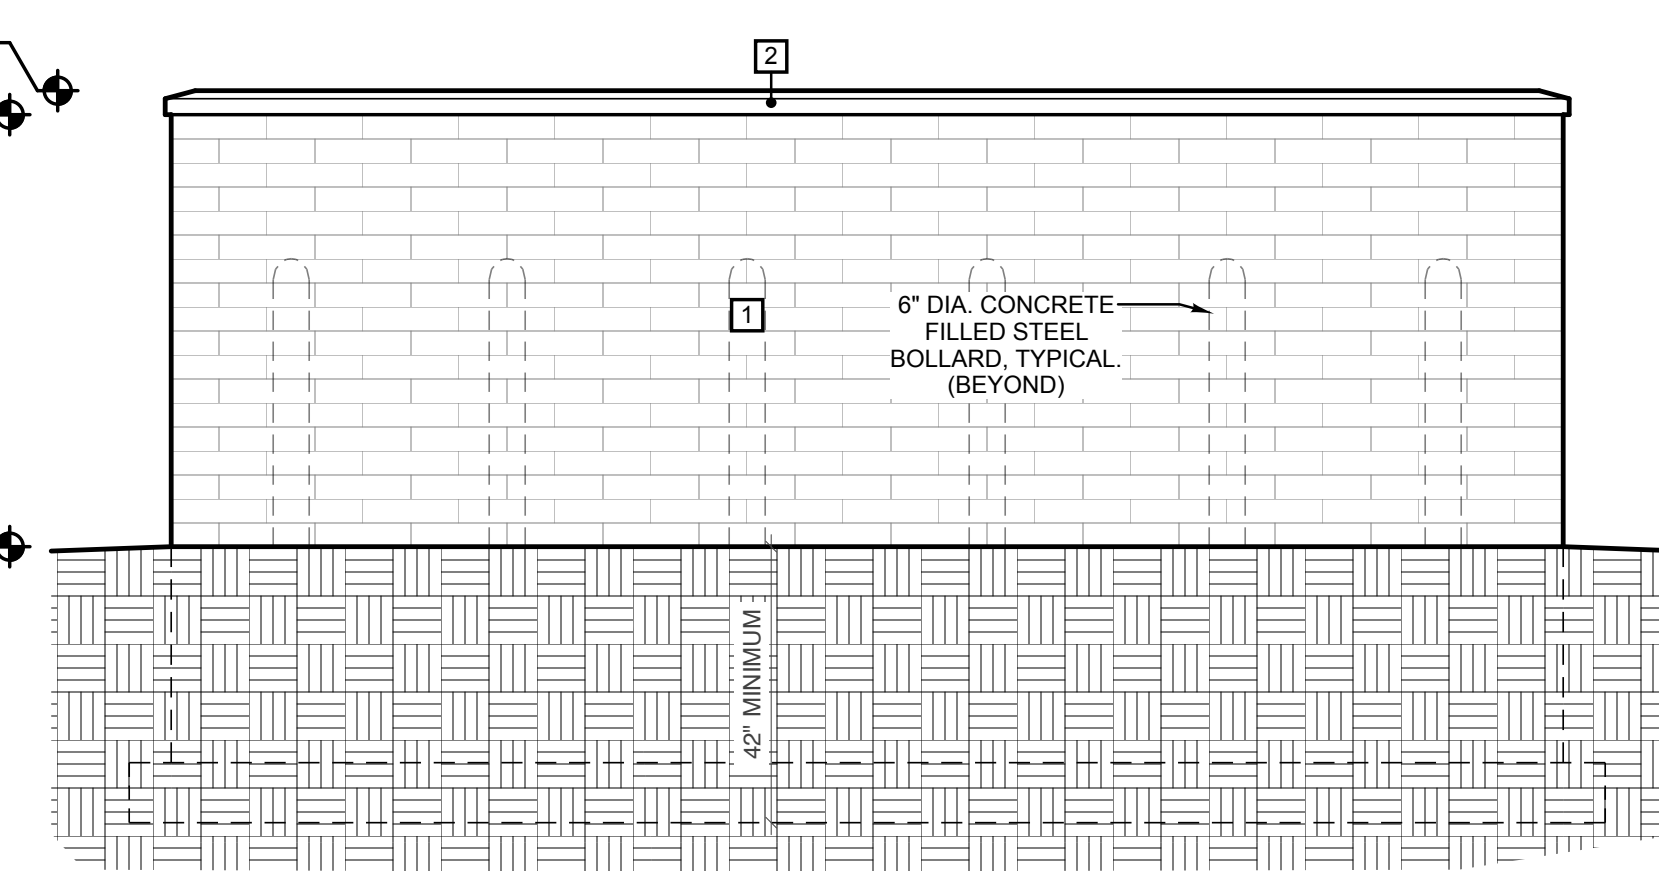 2
1
6" DIA. CONCRETE
FILLED STEEL
BOLLARD, TYPICAL.
(BEYOND)
42" MINIMUM